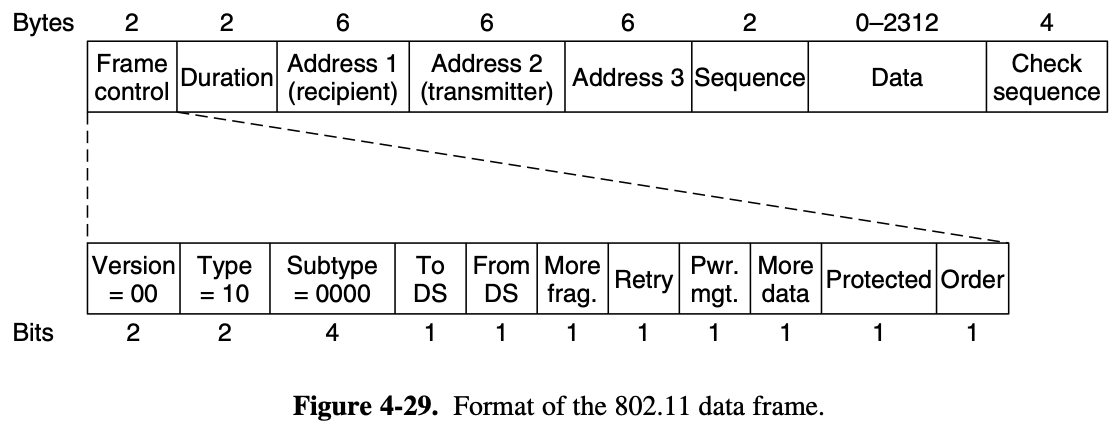 Bytes 2 2 6 6 6 2 0–2312 4
Frame control Duration Address 1 (recipient) Address 2 (transmitter) Address 3 Sequence Data Check sequence
Version = 00 Type = 10 Subtype = 0000 To DS From DS More frag. Retry Pwr. mgt. More data Protected Order
Bits 2 2 4 1 1 1 1 1 1 1 1
Figure 4-29. Format of the 802.11 data frame.